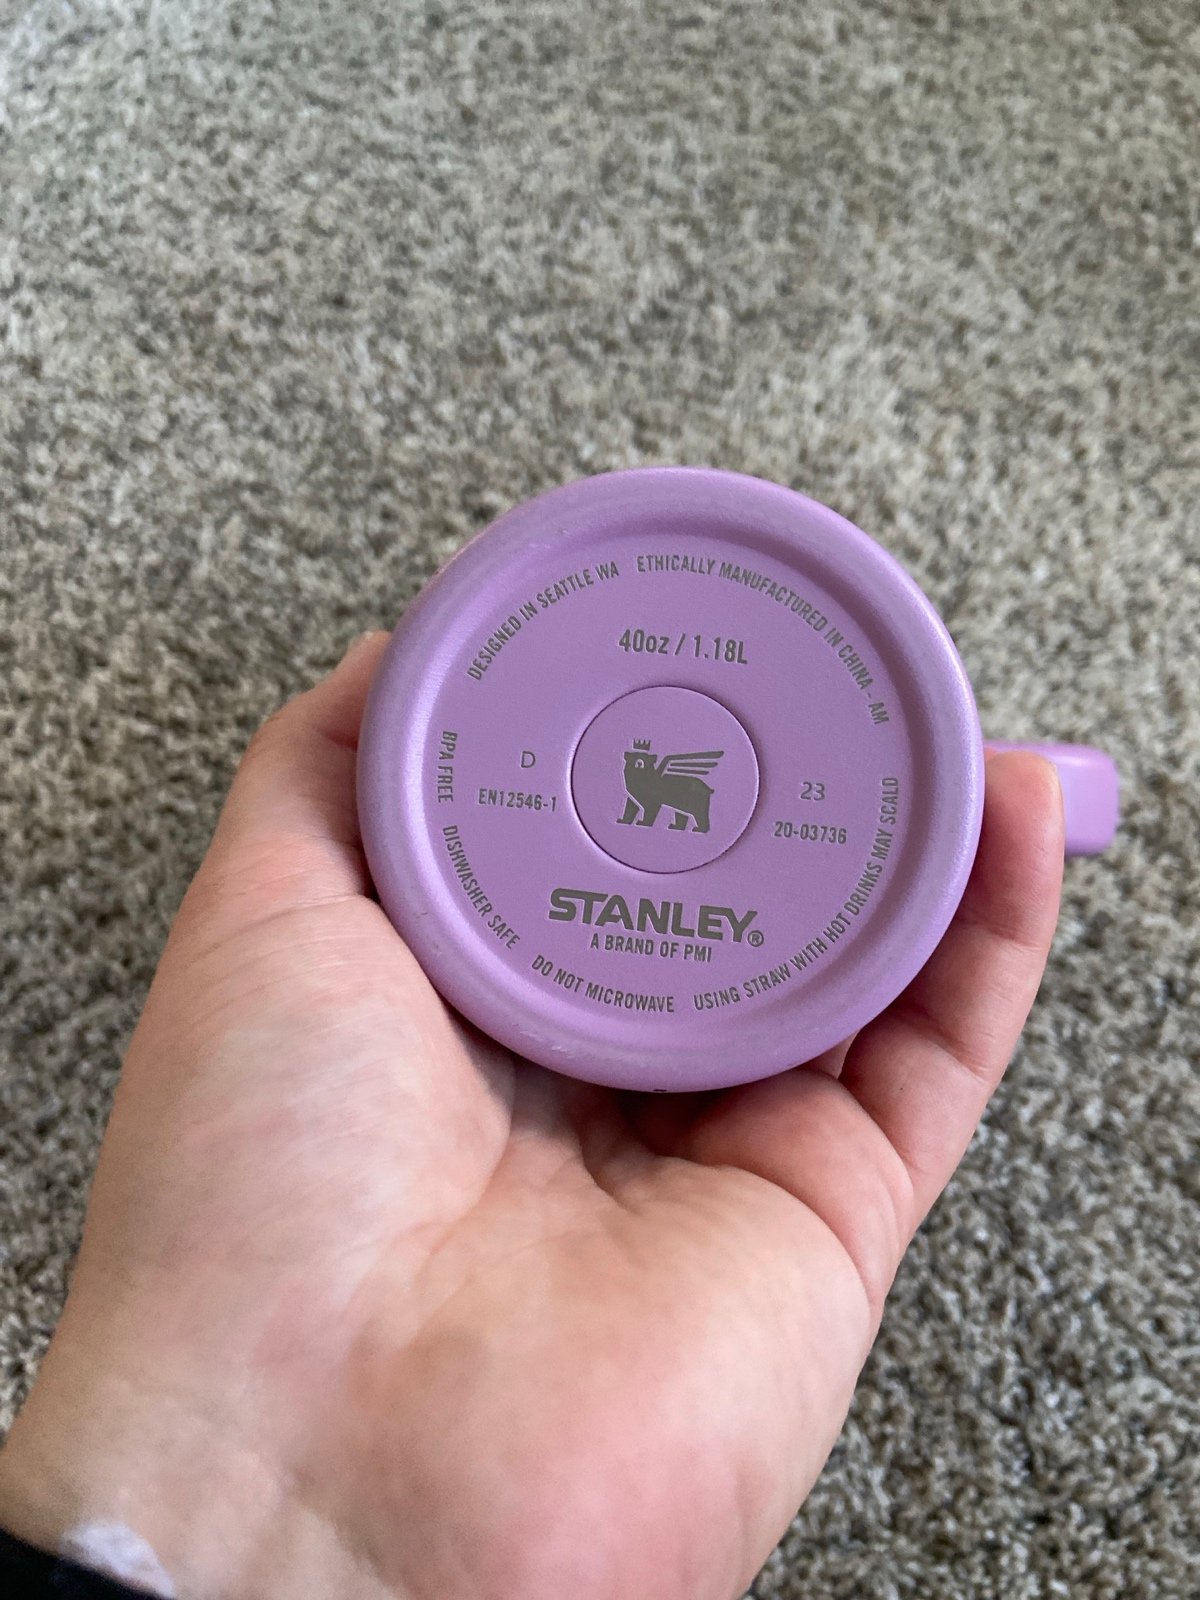 DESIGNED IN SEATTLE WA
ETHICALLY MANUFACTURED IN CHINA - AM
40oz / 1.18L
D
EN12546-1
23
20-03736
STANLEY®
A BRAND OF PMI
BPA FREE
DISHWASHER SAFE
DO NOT MICROWAVE
USING STRAW WITH HOT DRINKS MAY SCALD